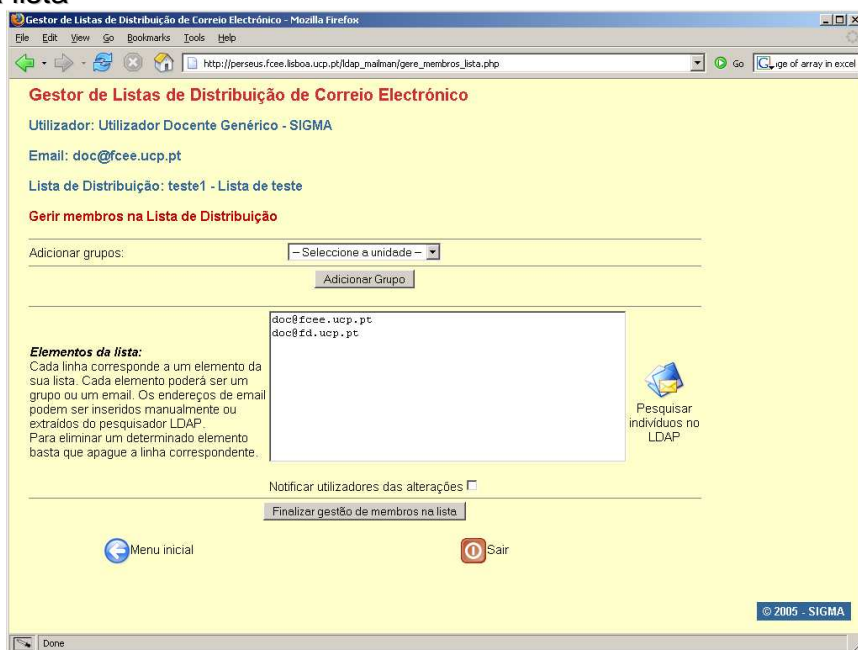 lista
Gestor de Listas de Distribuição de Correio Electrónico - Mozilla Firefox
File Edit View Go Bookmarks Tools Help
http://perseus.fcee.lisboa.ucp.pt/ldap_mailman/gere_membros_lista.php Go ge of array in excel
Gestor de Listas de Distribuição de Correio Electrónico
Utilizador: Utilizador Docente Genérico - SIGMA
Email: doc@fcee.ucp.pt
Lista de Distribuição: teste1 - Lista de teste
Gerir membros na Lista de Distribuição
Adicionar grupos: -- Seleccione a unidade --
Adicionar Grupo
doc@fcee.ucp.pt
doc@fd.ucp.pt
Elementos da lista:
Cada linha corresponde a um elemento da
sua lista. Cada elemento poderá ser um
grupo ou um email. Os endereços de email
podem ser inseridos manualmente ou
extraídos do pesquisador LDAP.
Para eliminar um determinado elemento
basta que apague a linha correspondente.
Pesquisar
indivíduos no
LDAP
Notificar utilizadores das alterações
Finalizar gestão de membros na lista
Menu inicial Sair
© 2005 - SIGMA
Done